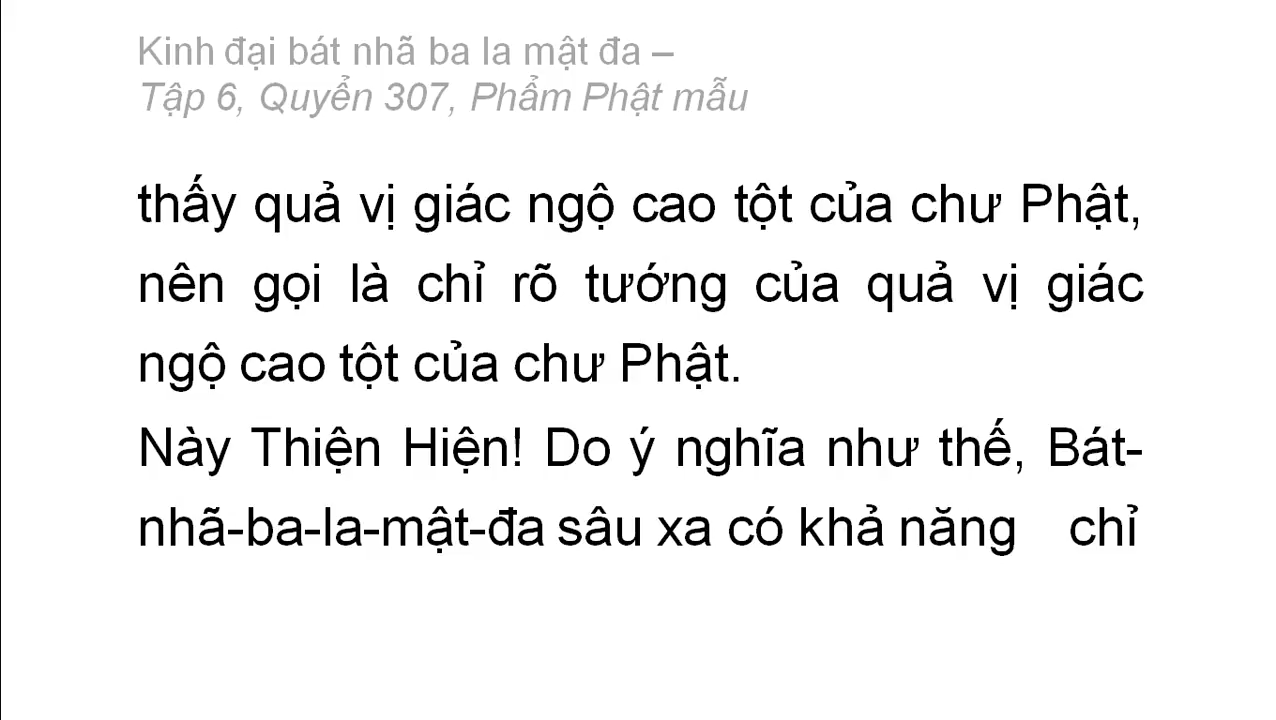 Kinh đại bát nhã ba la mật đa –
Tập 6, Quyển 307, Phẩm Phật mẫu
thấy quả vị giác ngộ cao tột của chư Phật,
nên gọi là chỉ rõ tướng của quả vị giác
ngộ cao tột của chư Phật.
Này Thiện Hiện! Do ý nghĩa như thế, Bát-
nhã-ba-la-mật-đa sâu xa có khả năng chỉ